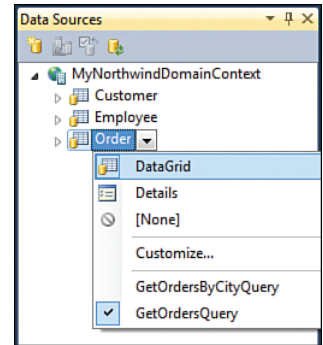 Data Sources
MyNorthwindDomainContext
Customer
Employee
Order
DataGrid
Details
[None]
Customize...
GetOrdersByCityQuery
GetOrdersQuery